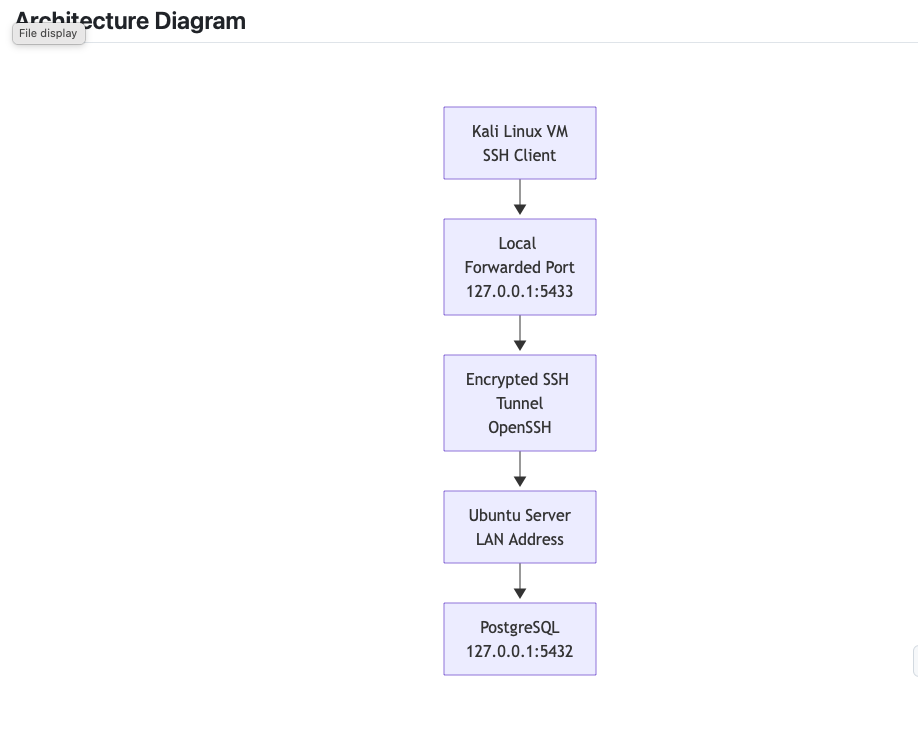 Architecture Diagram
File display
Kali Linux VM
SSH Client
Local
Forwarded Port
127.0.0.1:5433
Encrypted SSH
Tunnel
OpenSSH
Ubuntu Server
LAN Address
PostgreSQL
127.0.0.1:5432